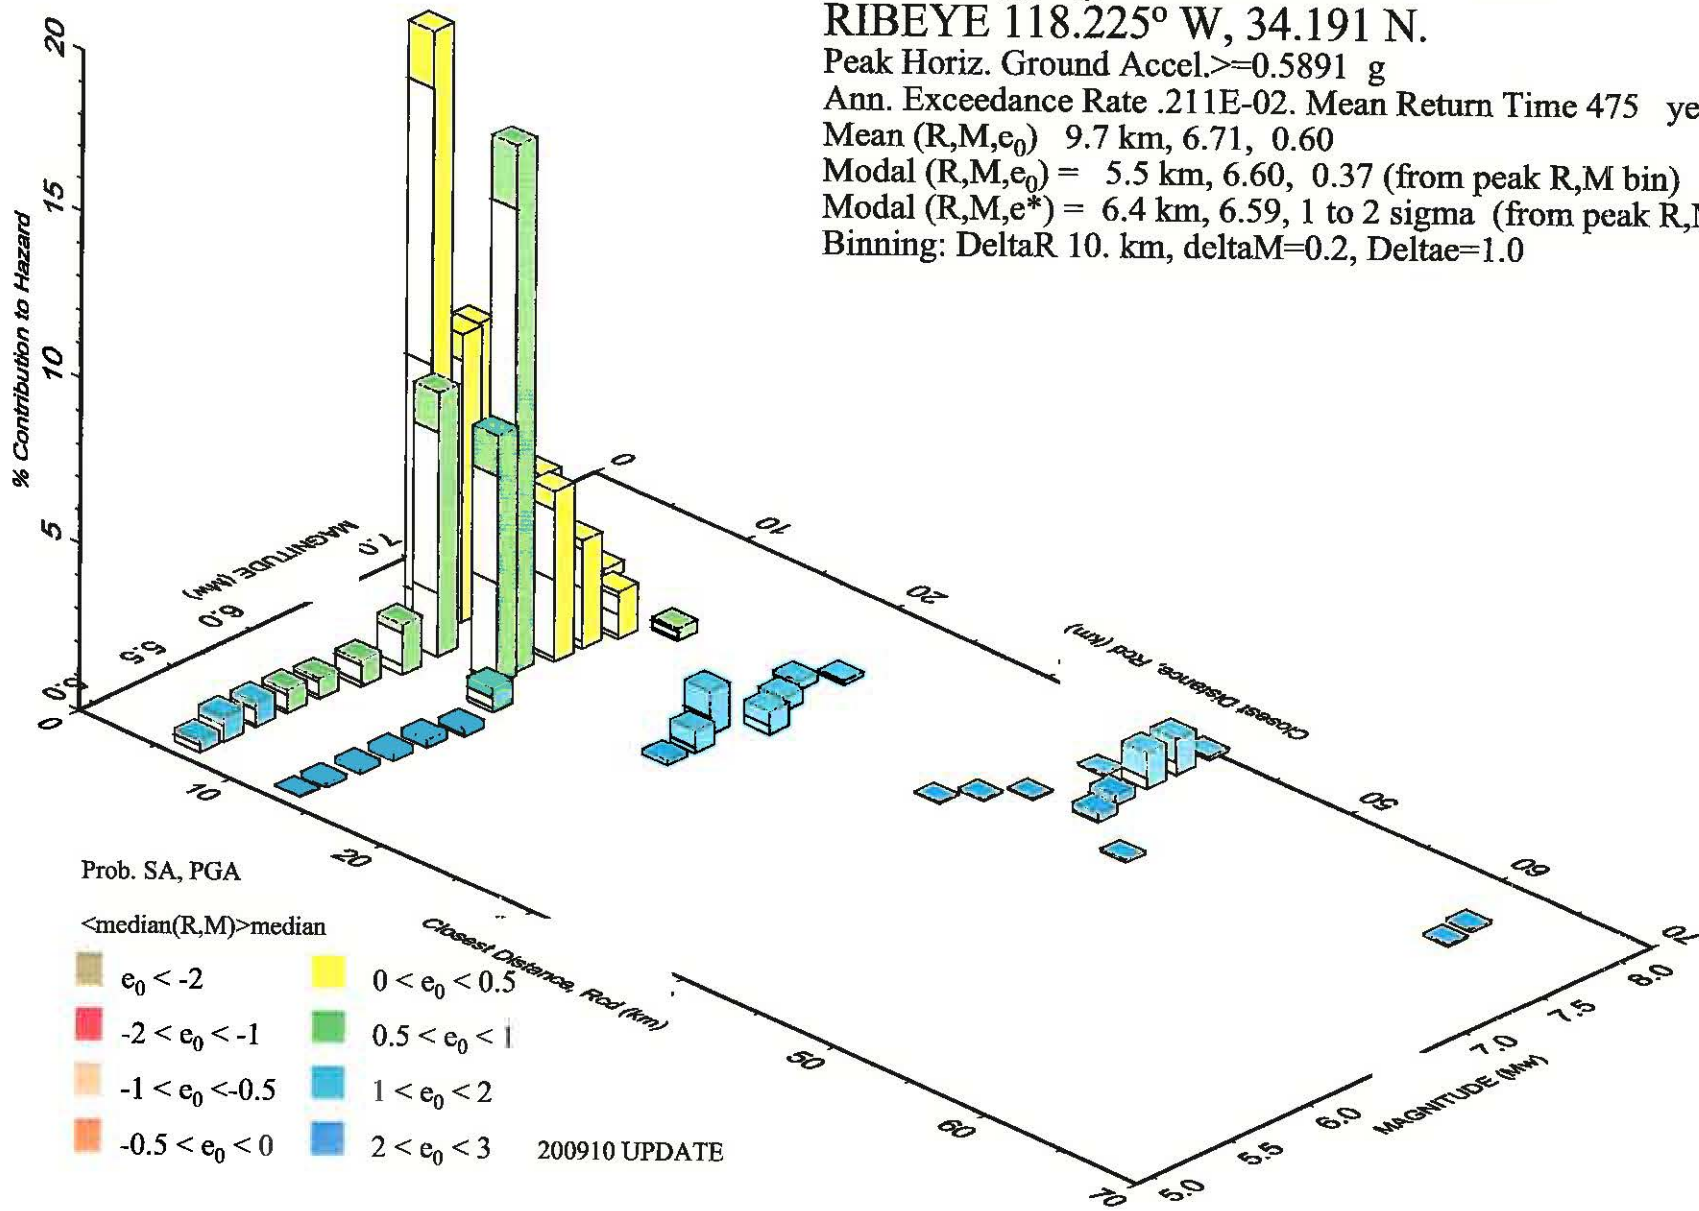 RIBEYE 118.225º W, 34.191 N.
Peak Horiz. Ground Accel.>=0.5891 g
Ann. Exceedance Rate .211E-02. Mean Return Time 475 ye
Mean (R,M,e0) 9.7 km, 6.71, 0.60
Modal (R,M,e0) = 5.5 km, 6.60, 0.37 (from peak R,M bin)
Modal (R,M,e*) = 6.4 km, 6.59, 1 to 2 sigma (from peak R,M
Binning: DeltaR 10. km, deltaM=0.2, Deltae=1.0
% Contribution to Hazard
20
15
10
5
0
MAGNITUDE (Mw)
7.0
6.0
5.5
0
10
20
Closest Distance, Rcd (km)
50
60
70
0
10
20
Closest Distance, Rcd (km)
50
60
70
5.0
5.5
6.0
MAGNITUDE (Mw)
7.0
7.5
8.0
Prob. SA, PGA
<median(R,M)>median
e0 < -2
0 < e0 < 0.5
-2 < e0 < -1
0.5 < e0 < 1
-1 < e0 <-0.5
1 < e0 < 2
-0.5 < e0 < 0
2 < e0 < 3
200910 UPDATE